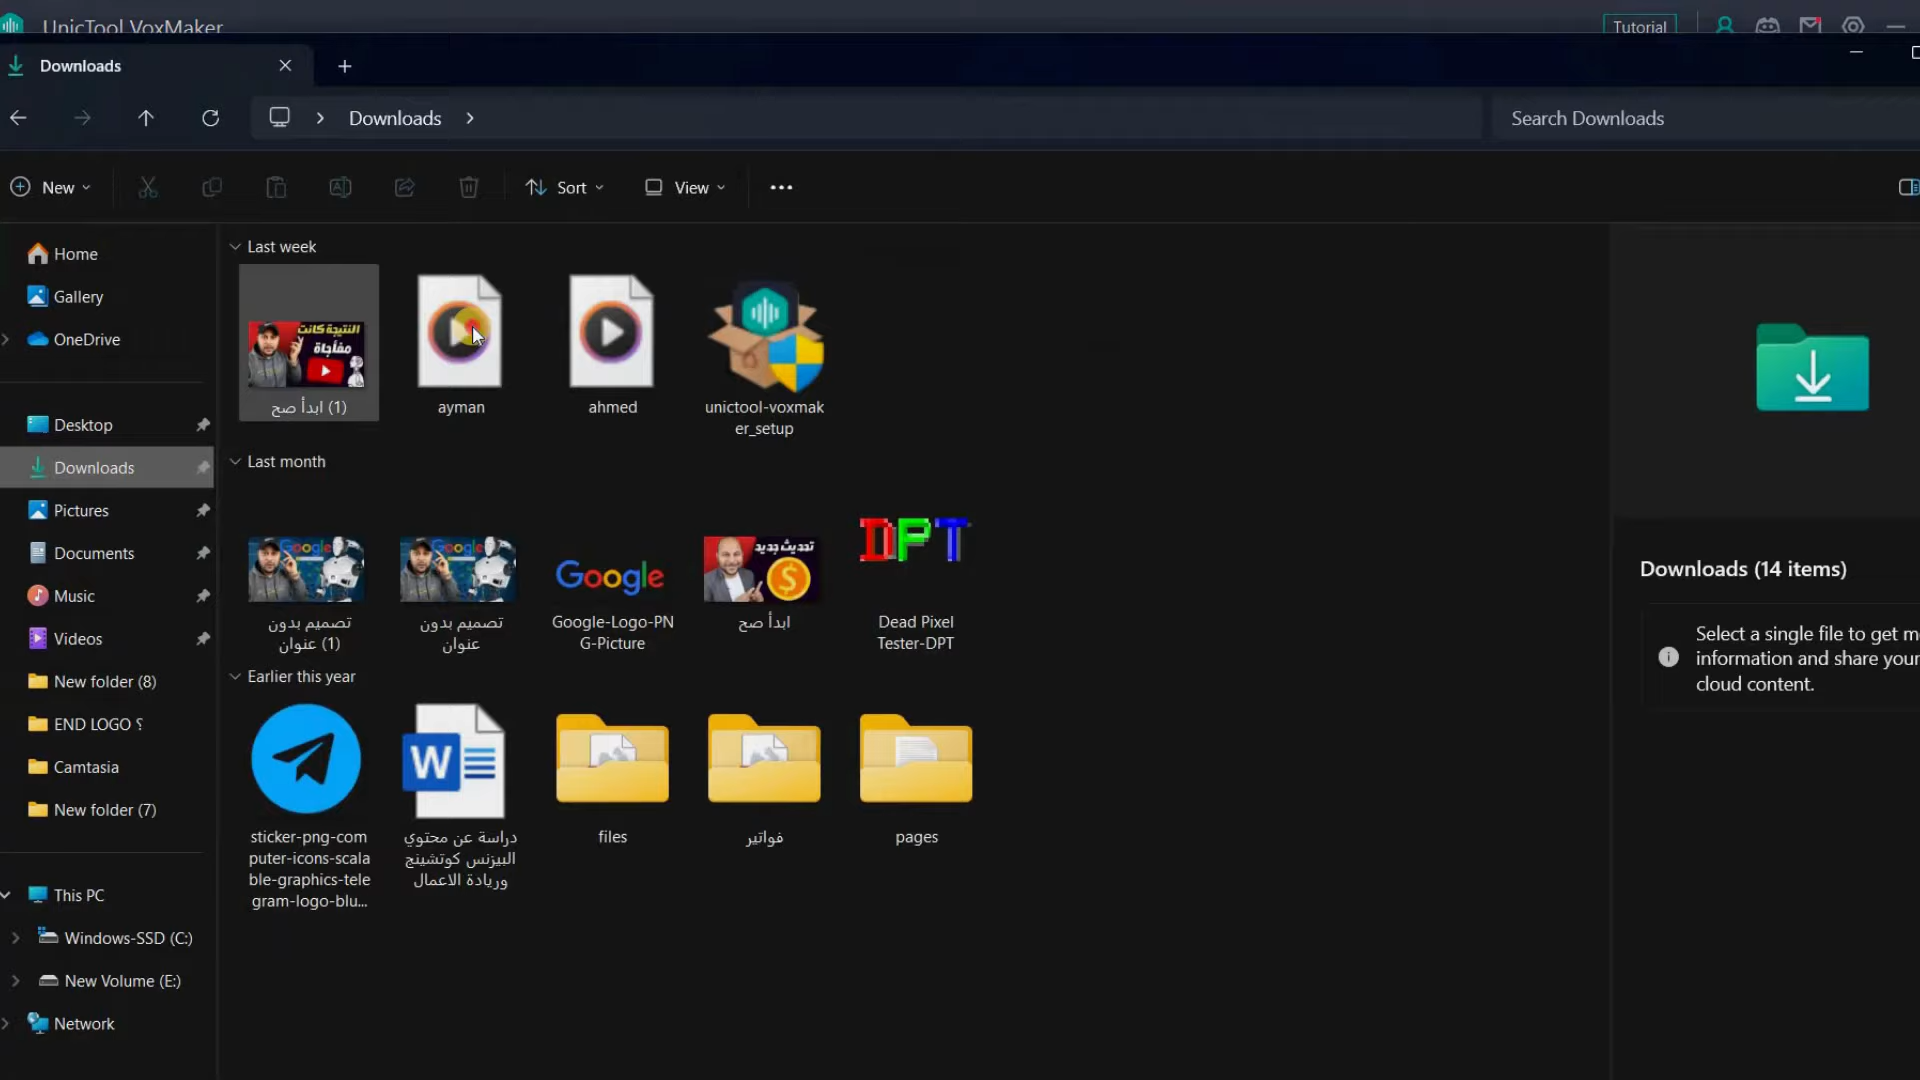 UnicTool VoxMaker
Tutorial
Downloads
Downloads
Search Downloads
New
Sort
View
Home
Gallery
OneDrive
Desktop
Downloads
Pictures
Documents
Music
Videos
New folder (8)
END LOGO ؟
Camtasia
New folder (7)
This PC
Windows-SSD (C:)
New Volume (E:)
Network
Last week
النتيجة كانت
مفأجاة
ابدأ صح (1)
ayman
ahmed
unictool-voxmak
er_setup
Last month
Google
تصميم بدون
عنوان (1)
Google
تصميم بدون
عنوان
Google
Google-Logo-PN
G-Picture
تحديث جديد
ابدأ صح
DPT
Dead Pixel
Tester-DPT
Earlier this year
sticker-png-com
puter-icons-scala
ble-graphics-tele
gram-logo-blu...
W
دراسة عن محتوي
البيزنس كوتشينج
وريادة الاعمال
files
فواتير
pages
Downloads (14 items)
Select a single file to get m
information and share your
cloud content.